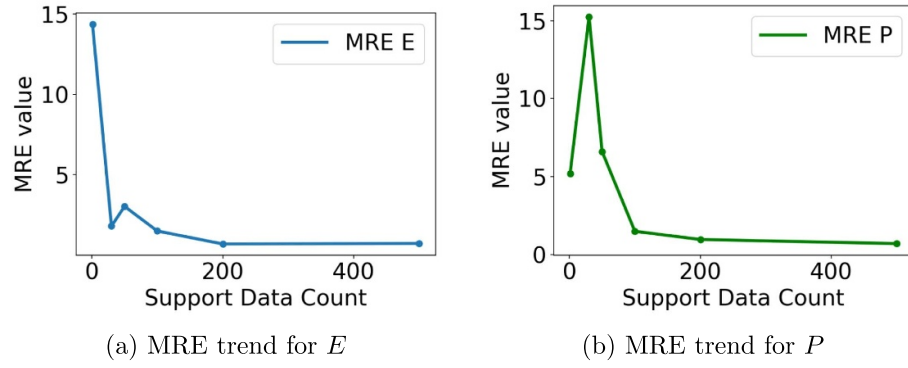 15
10
5
MRE value
MRE E
0
200
400
Support Data Count
(a) MRE trend for E
15
10
5
0
MRE value
MRE P
0
200
400
Support Data Count
(b) MRE trend for P